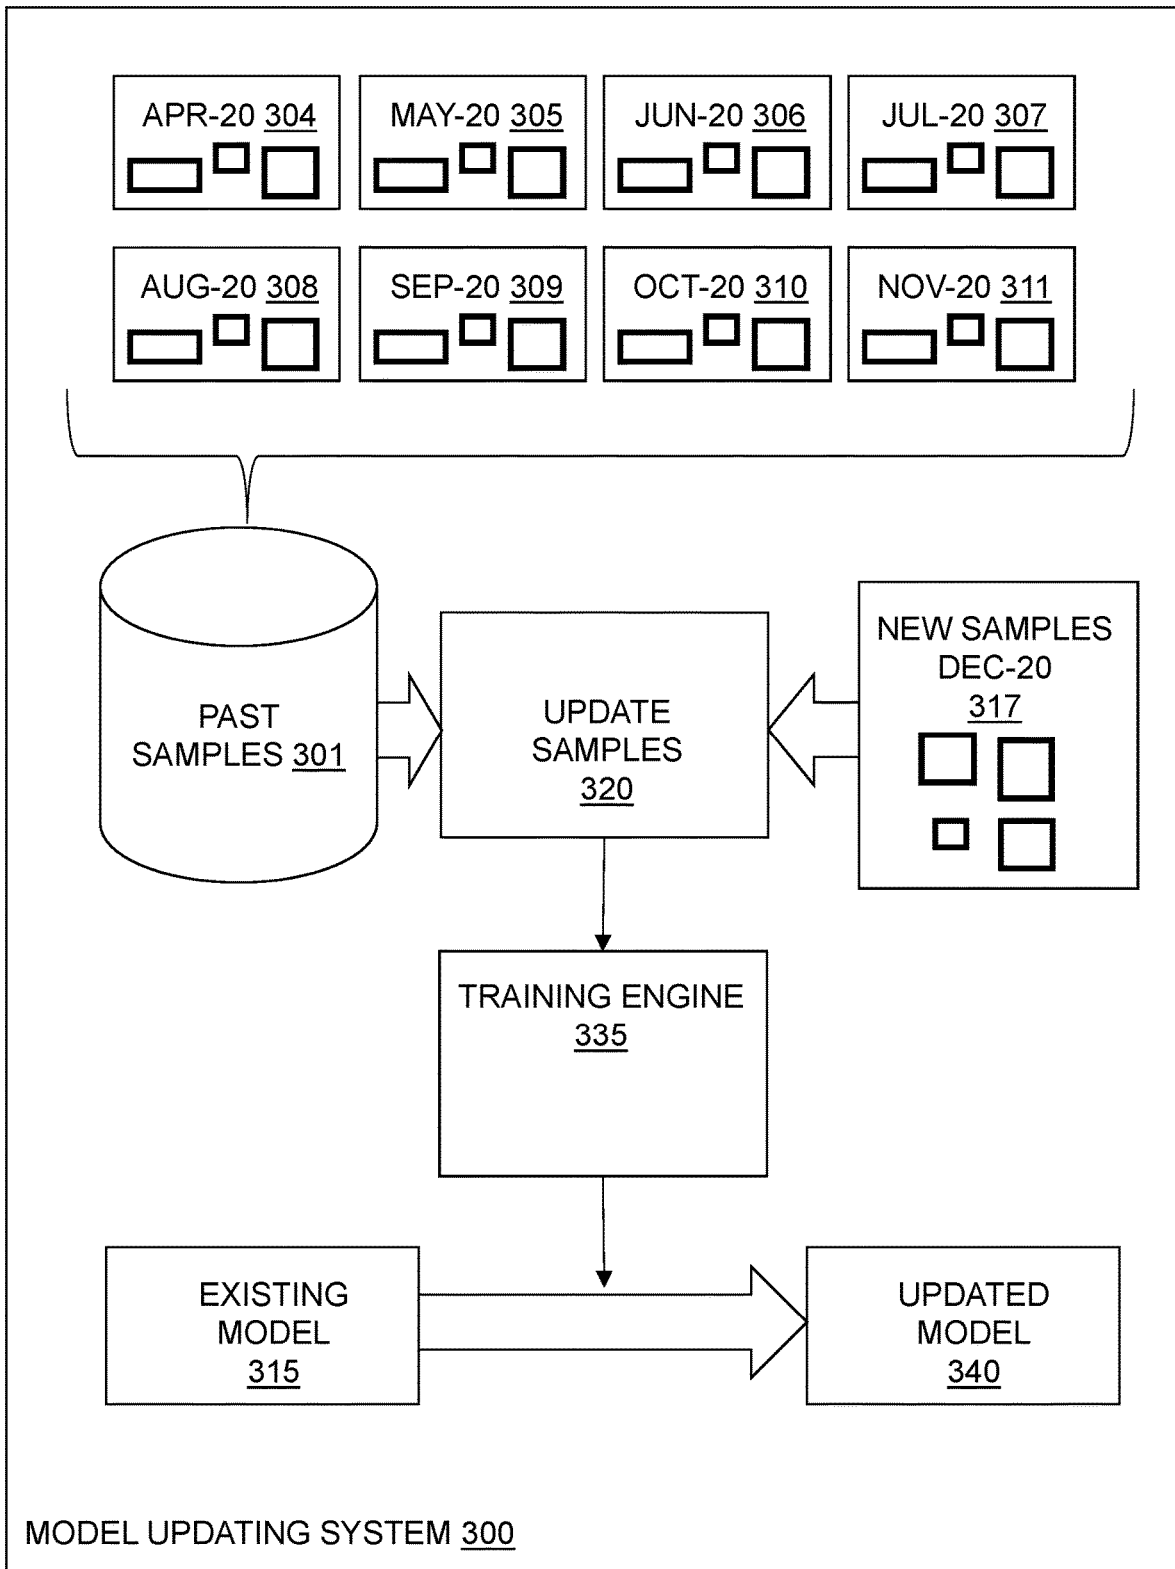 APR-20 304
MAY-20 305
JUN-20 306
JUL-20 307
AUG-20 308
SEP-20 309
OCT-20 310
NOV-20 311
PAST
SAMPLES 301
UPDATE
SAMPLES
320
NEW SAMPLES
DEC-20
317
TRAINING ENGINE
335
EXISTING
MODEL
315
UPDATED
MODEL
340
MODEL UPDATING SYSTEM 300